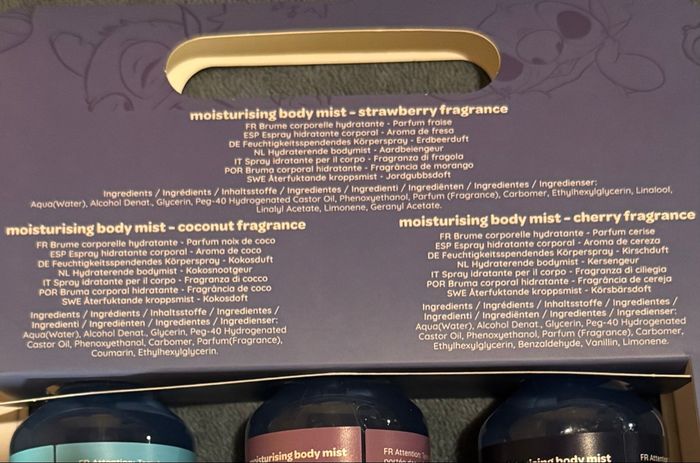 moisturising body mist - strawberry fragrance
FR Brume corporelle hydratante - Parfum fraise
ESP Espray hidratante corporal - Aroma de fresa
DE Feuchtigkeitsspendendes Körperspray - Erdbeerduft
NL Hydraterende bodymist - Aardbeiengeur
IT Spray idratante per il corpo - Fragranza di fragola
POR Bruma corporal hidratante - Fragrância de morango
SWE Återfuktande kroppsmist - Jordgubbsdoft
Ingredients / Ingrédients / Inhaltsstoffe / Ingredientes / Ingredienti / Ingrediënten / Ingredientes / Ingredienser:
Aqua(Water), Alcohol Denat., Glycerin, Peg-40 Hydrogenated Castor Oil, Phenoxyethanol, Parfum (Fragrance), Carbomer, Ethylhexylglycerin, Linalool,
Linalyl Acetate, Limonene, Geranyl Acetate.
moisturising body mist - coconut fragrance
FR Brume corporelle hydratante - Parfum noix de coco
ESP Espray hidratante corporal - Aroma de coco
DE Feuchtigkeitsspendendes Körperspray - Kokosduft
NL Hydraterende bodymist - Kokosnootgeur
IT Spray idratante per il corpo - Fragranza di cocco
POR Bruma corporal hidratante - Fragrância de coco
SWE Återfuktande kroppsmist - Kokosdoft
Ingredients / Ingrédients / Inhaltsstoffe / Ingredientes /
Ingredienti / Ingrediënten / Ingredientes / Ingredienser:
Aqua(Water), Alcohol Denat., Glycerin, Peg-40 Hydrogenated
Castor Oil, Phenoxyethanol, Carbomer, Parfum(Fragrance),
Coumarin, Ethylhexylglycerin.
moisturising body mist - cherry fragrance
FR Brume corporelle hydratante - Parfum cerise
ESP Espray hidratante corporal - Aroma de cereza
DE Feuchtigkeitsspendendes Körperspray - Kirschduft
NL Hydraterende bodymist - Kersengeur
IT Spray idratante per il corpo - Fragranza di ciliegia
POR Bruma corporal hidratante - Fragrância de cereja
SWE Återfuktande kroppsmist - Körsbärsdoft
Ingredients / Ingrédients / Inhaltsstoffe / Ingredientes /
Ingredienti / Ingrediënten / Ingredientes / Ingredienser:
Aqua(Water), Alcohol Denat., Glycerin, Peg-40 Hydrogenated
Castor Oil, Phenoxyethanol, Parfum (Fragrance), Carbomer,
Ethylhexylglycerin, Benzaldehyde, Vanillin, Limonene.
FR Attention:
moisturising body mist
FR Attention:
body mist
FR